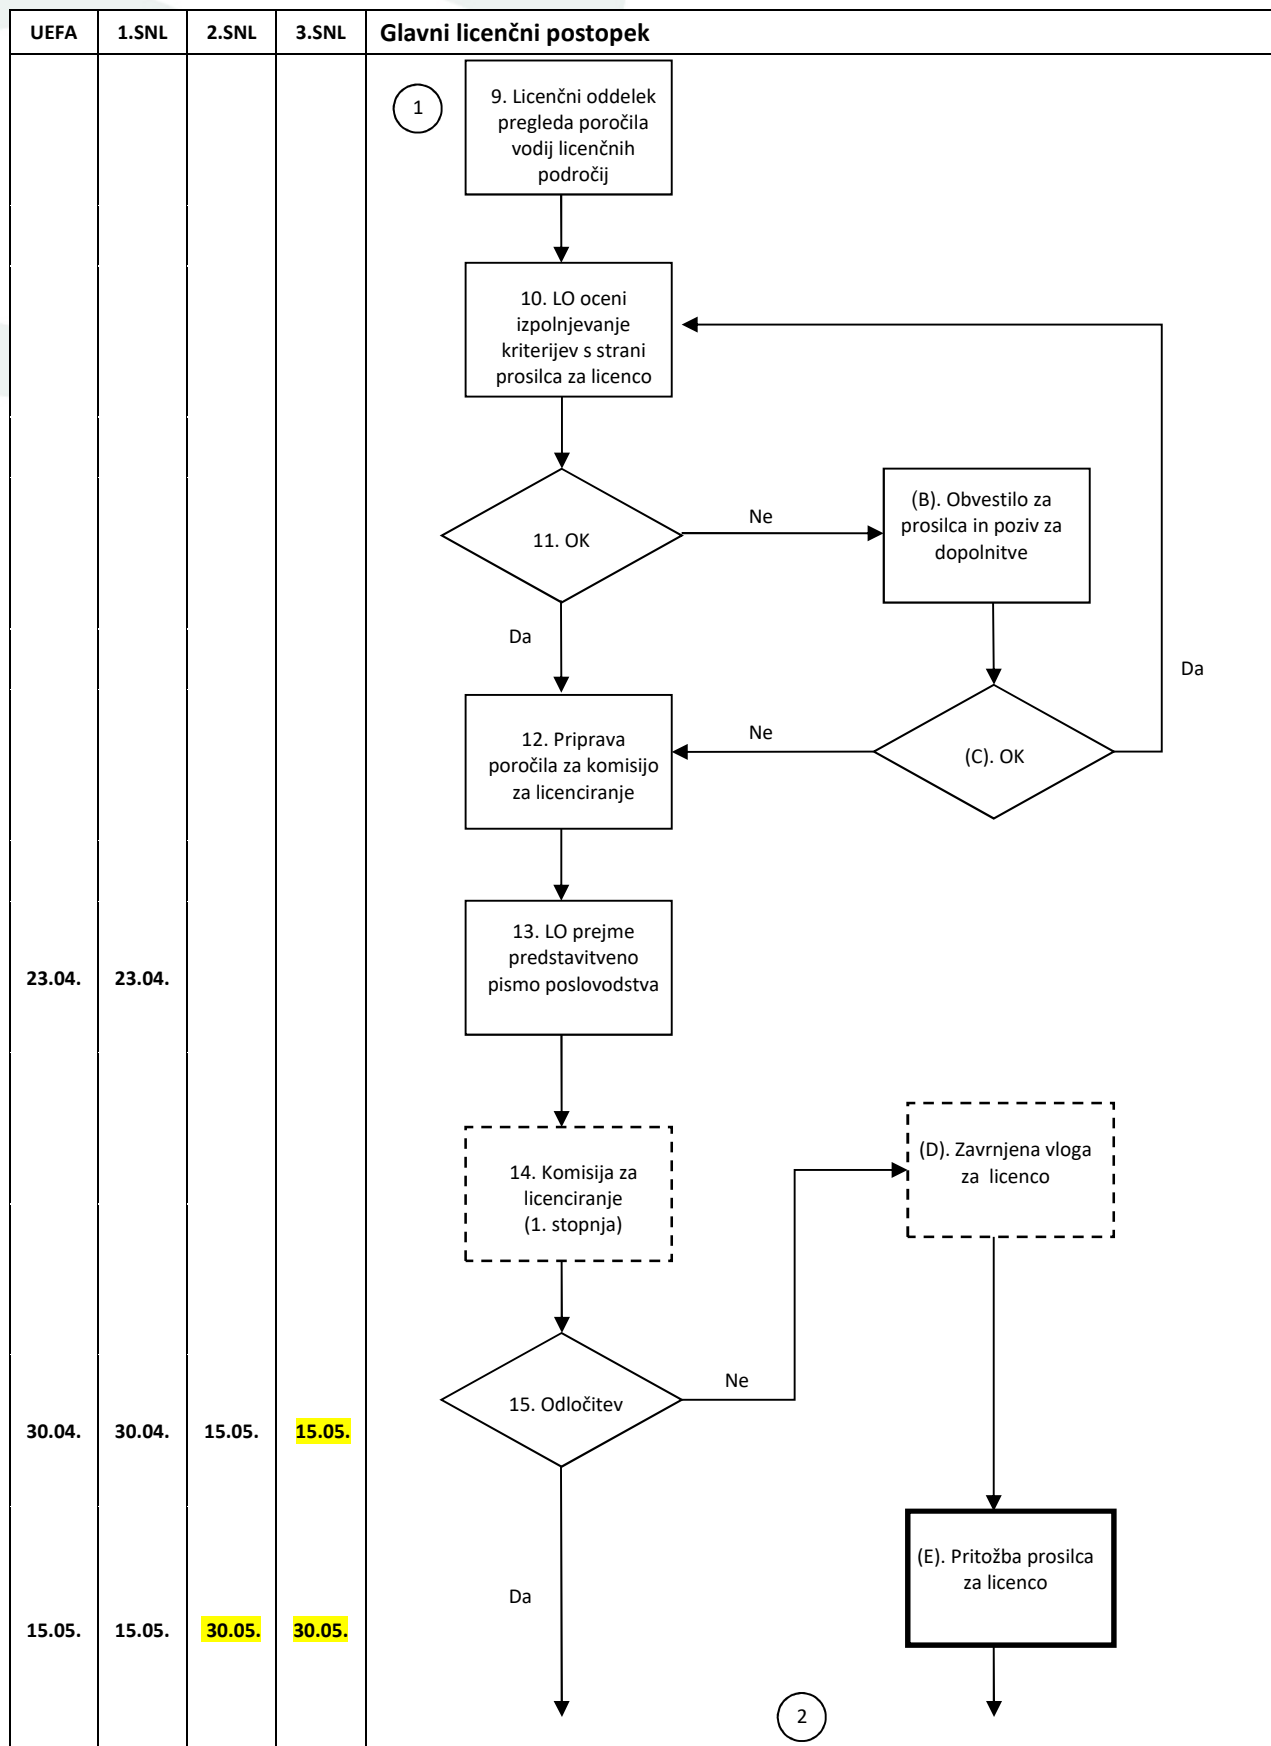 UEFA 1.SNL 2.SNL 3.SNL Glavni licenčni postopek
1
9. Licenčni oddelek
pregleda poročila
vodij licenčnih
področij
10. LO oceni
izpolnjevanje
kriterijev s strani
prosilca za licenco
11. OK
Ne
(B). Obvestilo za
prosilca in poziv za
dopolnitve
Da
Da
12. Priprava
poročila za komisijo
za licenciranje
Ne
(C). OK
13. LO prejme
predstavitveno
pismo poslovodstva
23.04. 23.04.
14. Komisija za
licenciranje
(1. stopnja)
(D). Zavrnjena vloga
za licenco
15. Odločitev
Ne
30.04. 30.04. 15.05. 15.05.
(E). Pritožba prosilca
za licenco
Da
15.05. 15.05. 30.05. 30.05.
2